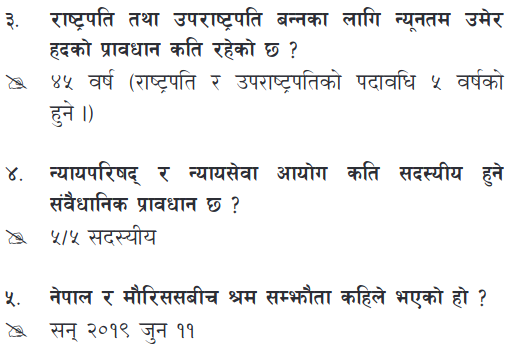 ३. राष्ट्रपति तथा उपराष्ट्रपति बन्नका लागि न्यूनतम उमेर
हदको प्रावधान कति रहेको छ ?
४५ वर्ष (राष्ट्रपति र उपराष्ट्रपतिको पदावधि ५ वर्षको
हुने ।)
४. न्यायपरिषद् र न्यायसेवा आयोग कति सदस्यीय हुने
संवैधानिक प्रावधान छ ?
५/५ सदस्यीय
५. नेपाल र मौरिससबीच श्रम सम्झौता कहिले भएको हो ?
सन् २०१९ जुन ११